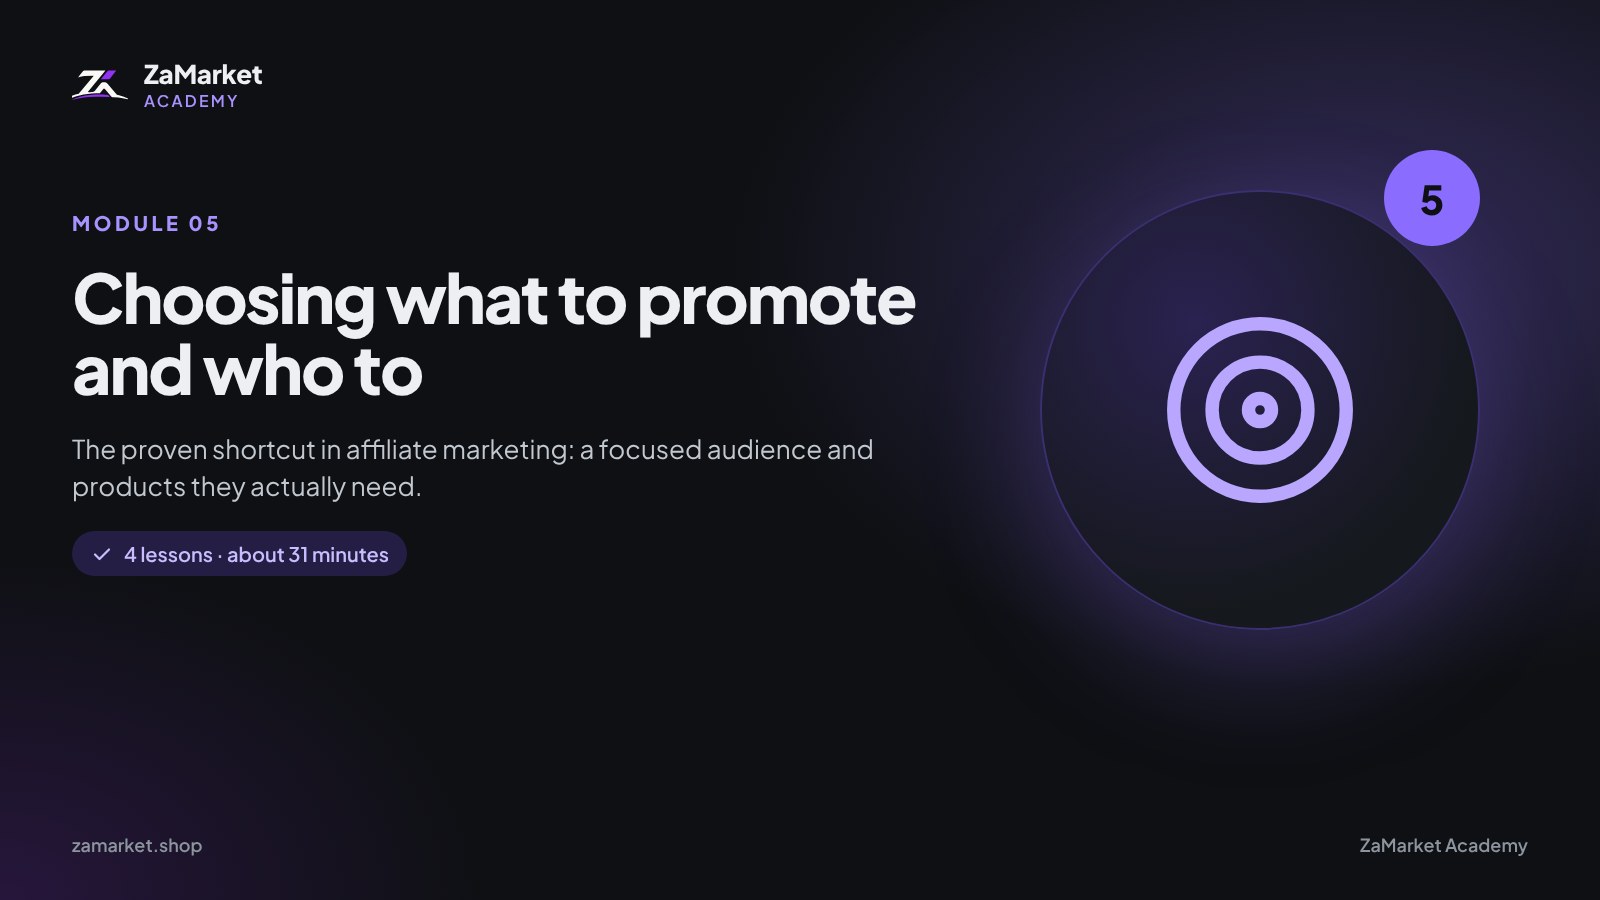 ZaMarket
ACADEMY
MODULE 05
5
Choosing what to promote
and who to
The proven shortcut in affiliate marketing: a focused audience and
products they actually need.
4 lessons · about 31 minutes
zamarket.shop
ZaMarket Academy